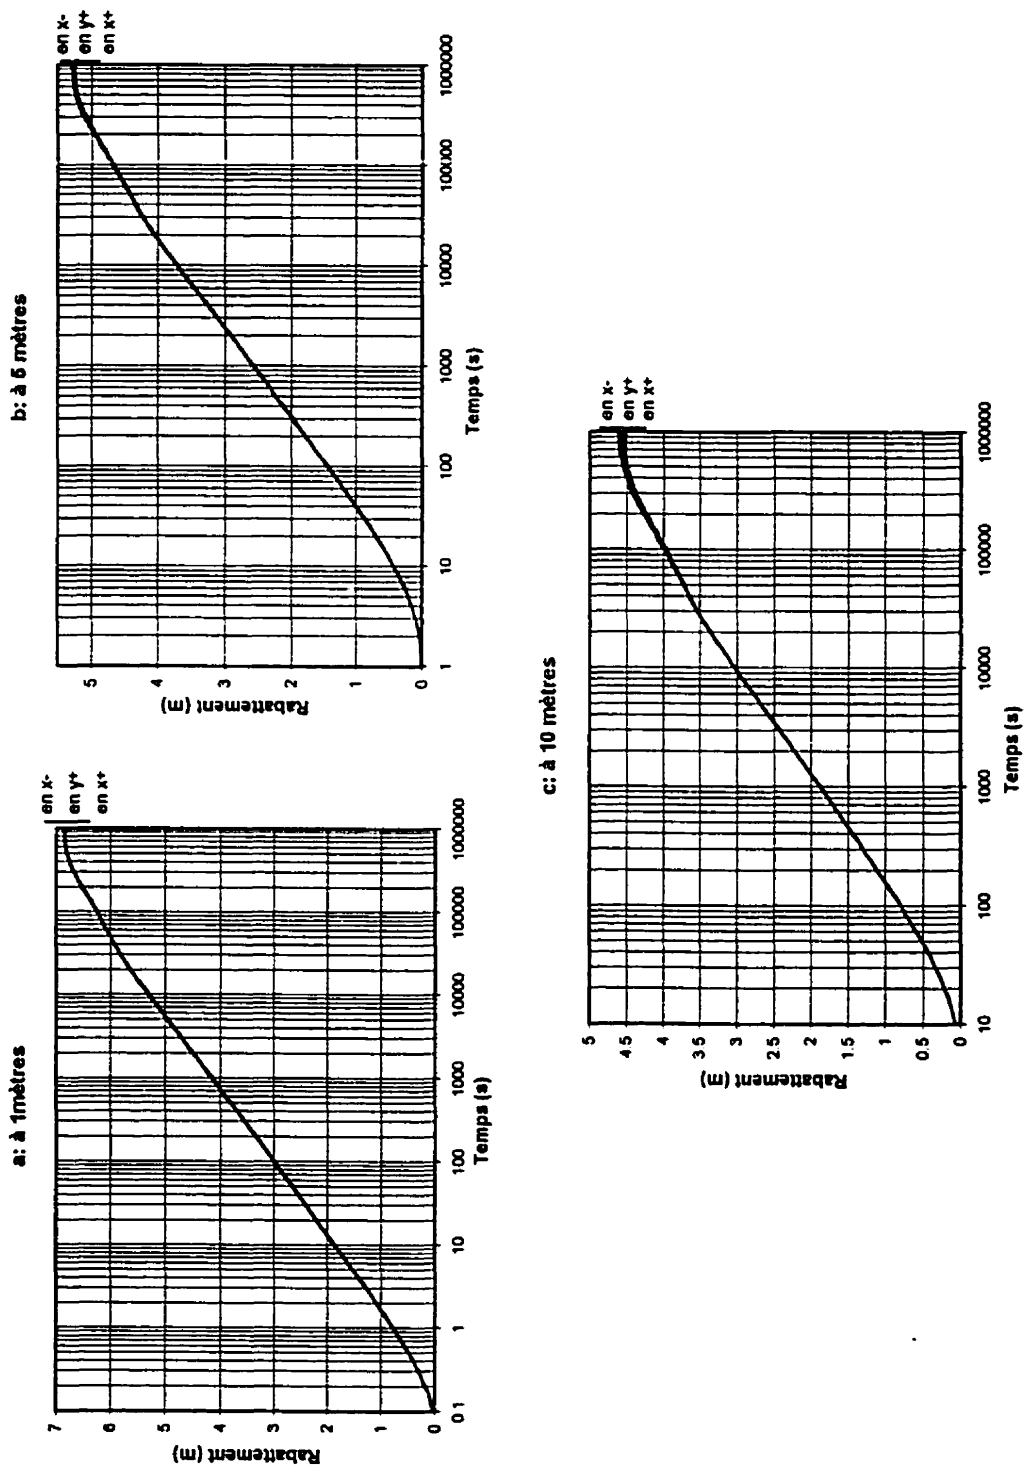 a: à 1mètres
Rabattement (m)
7
6
5
4
3
2
1
0
0 1
1
10
100
1000
10000
100000
1000000
Temps (s)
en x-
en y+
en x+
b: à 5 mètres
Rabattement (m)
5
4
3
2
1
0
1
10
100
1000
10000
100000
1000000
Temps (s)
en x-
en y+
en x+
c: à 10 mètres
Rabattement (m)
5
4.5
4
3.5
3
2.5
2
1.5
1
0.5
0
10
100
1000
10000
100000
1000000
Temps (s)
en x-
en y+
en x+